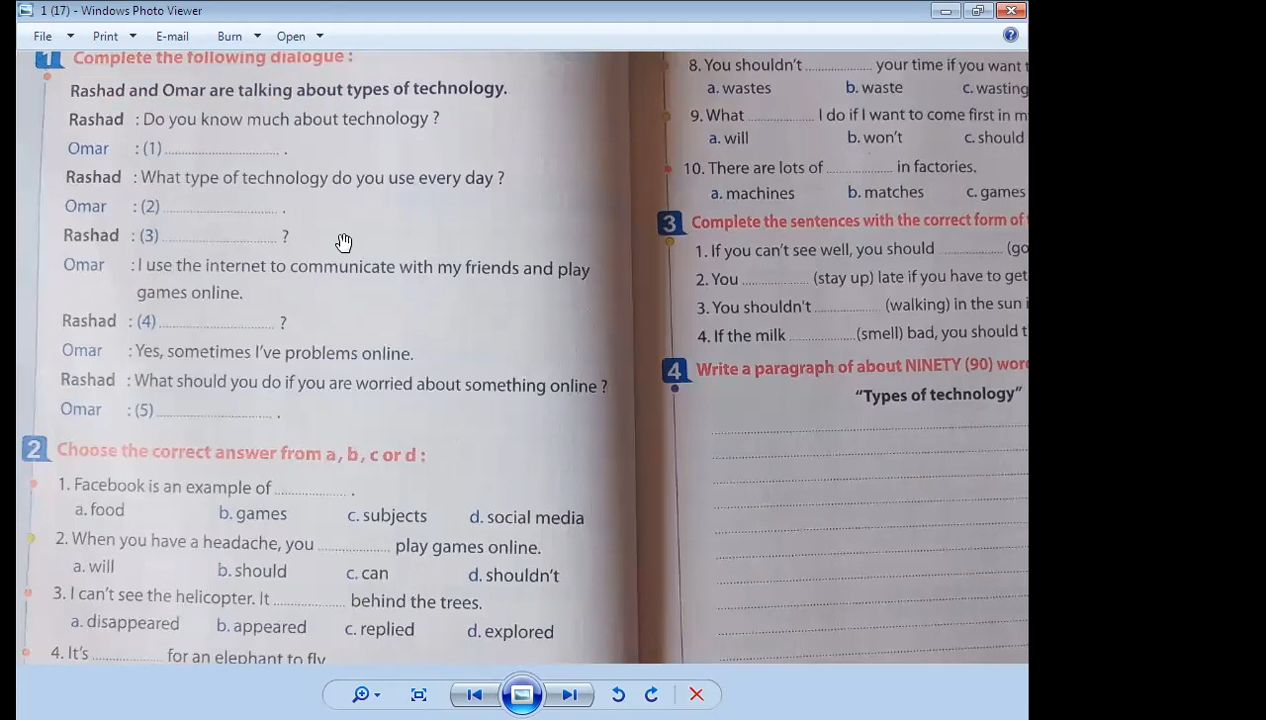 1 (17) - Windows Photo Viewer
File Print E-mail Burn Open
1 Complete the following dialogue :
Rashad and Omar are talking about types of technology.
Rashad : Do you know much about technology ?
Omar : (1) .............................. .
Rashad : What type of technology do you use every day ?
Omar : (2) .............................. .
Rashad : (3) .............................. ?
Omar : I use the internet to communicate with my friends and play
games online.
Rashad : (4) .............................. ?
Omar : Yes, sometimes I've problems online.
Rashad : What should you do if you are worried about something online ?
Omar : (5) .............................. .
2 Choose the correct answer from a, b, c or d :
1. Facebook is an example of .................. .
a. food b. games c. subjects d. social media
2. When you have a headache, you .................. play games online.
a. will b. should c. can d. shouldn't
3. I can't see the helicopter. It .................. behind the trees.
a. disappeared b. appeared c. replied d. explored
4. It's .................. for an elephant to fly
8. You shouldn't .................. your time if you want
a. wastes b. waste c. wasting
9. What .................. I do if I want to come first in m
a. will b. won't c. should
10. There are lots of .................. in factories.
a. machines b. matches c. games
3 Complete the sentences with the correct form of
1. If you can't see well, you should .................. (go
2. You .................. (stay up) late if you have to get
3. You shouldn't .................. (walking) in the sun
4. If the milk .................. (smell) bad, you should t
4 Write a paragraph of about NINETY (90) wor
"Types of technology"